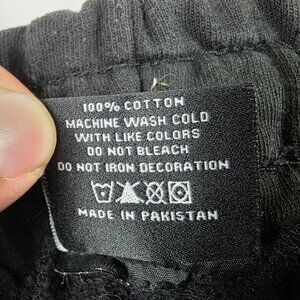 100% COTTON
MACHINE WASH COLD
WITH LIKE COLORS
DO NOT BLEACH
DO NOT IRON DECORATION
MADE IN PAKISTAN